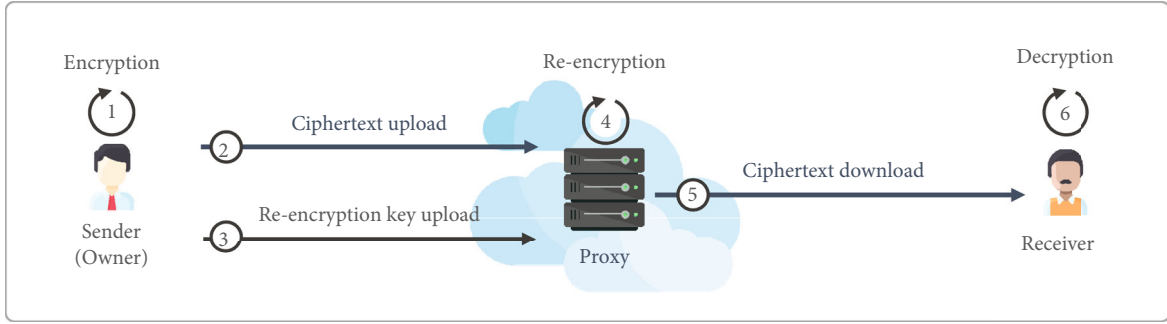 Encryption
1
Sender
(Owner)
2
Ciphertext upload
3
Re-encryption key upload
Re-encryption
4
Proxy
5
Ciphertext download
Decryption
6
Receiver